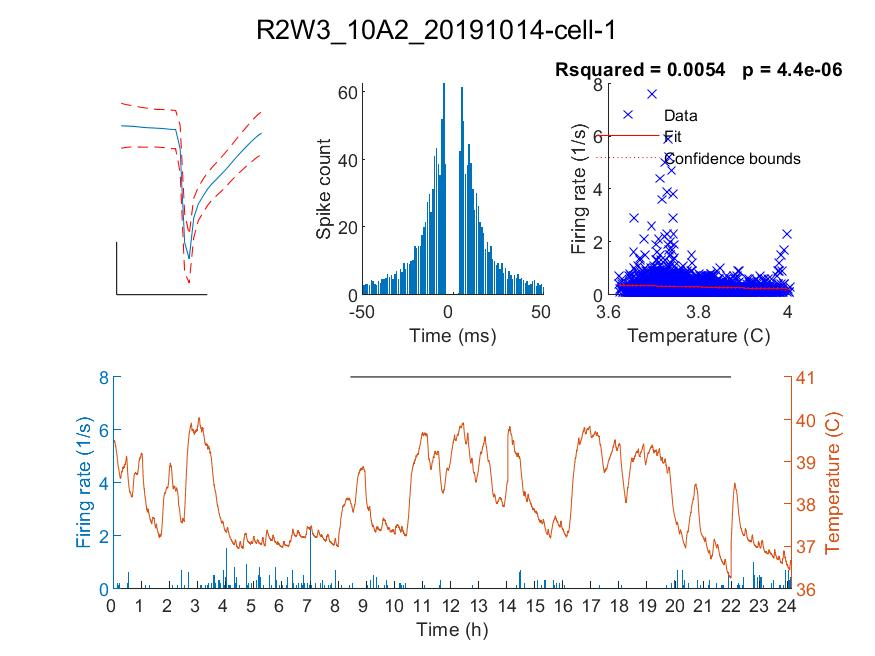 R2W3_10A2_20191014-cell-1
Rsquared = 0.0054 p = 4.4e-06
60
40
20
0
Spike count
-50 0 50
Time (ms)
8
6
4
2
0
Firing rate (1/s)
Data
Fit
Confidence bounds
3.6 3.8 4
Temperature (C)
8
6
4
2
0
Firing rate (1/s)
41
40
39
38
37
36
Temperature (C)
0 1 2 3 4 5 6 7 8 9 10 11 12 13 14 15 16 17 18 19 20 21 22 23 24
Time (h)